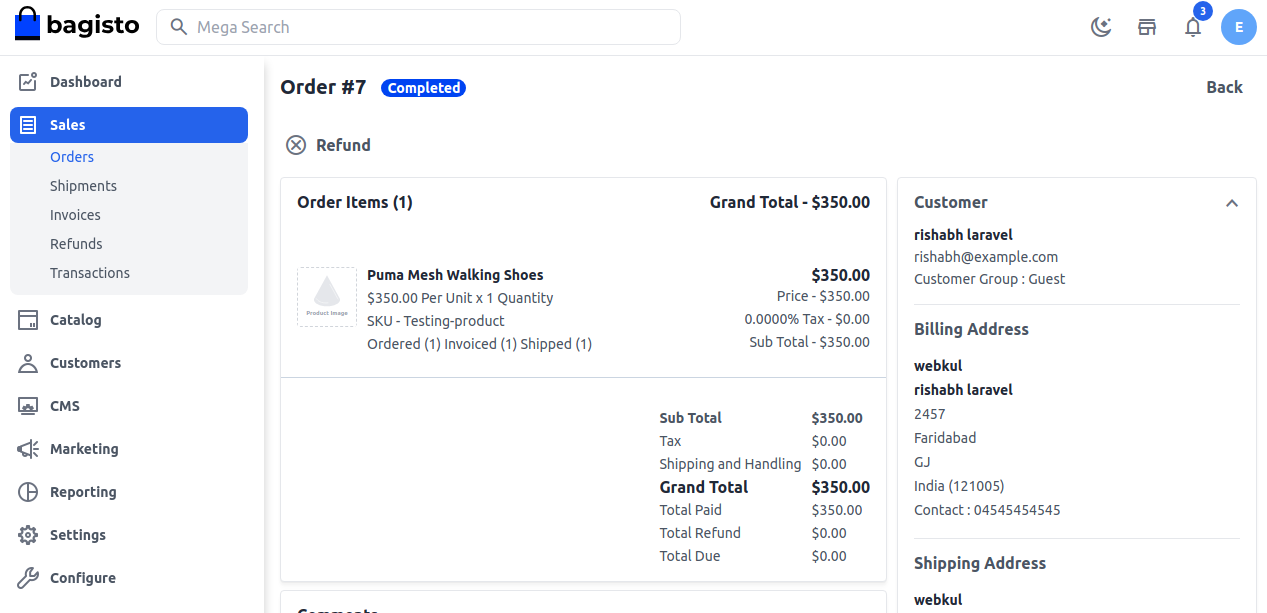 bagisto
Mega Search
3
E
Dashboard
Sales
Orders
Shipments
Invoices
Refunds
Transactions
Catalog
Customers
CMS
Marketing
Reporting
Settings
Configure
Order #7 Completed
Back
Refund
Order Items (1) Grand Total - $350.00
Product Image
Puma Mesh Walking Shoes
$350.00 Per Unit x 1 Quantity
SKU - Testing-product
Ordered (1) Invoiced (1) Shipped (1)
$350.00
Price - $350.00
0.0000% Tax - $0.00
Sub Total - $350.00
Sub Total $350.00
Tax $0.00
Shipping and Handling $0.00
Grand Total $350.00
Total Paid $350.00
Total Refund $0.00
Total Due $0.00
Comments
Customer
rishabh laravel
rishabh@example.com
Customer Group : Guest
Billing Address
webkul
rishabh laravel
2457
Faridabad
GJ
India (121005)
Contact : 04545454545
Shipping Address
webkul